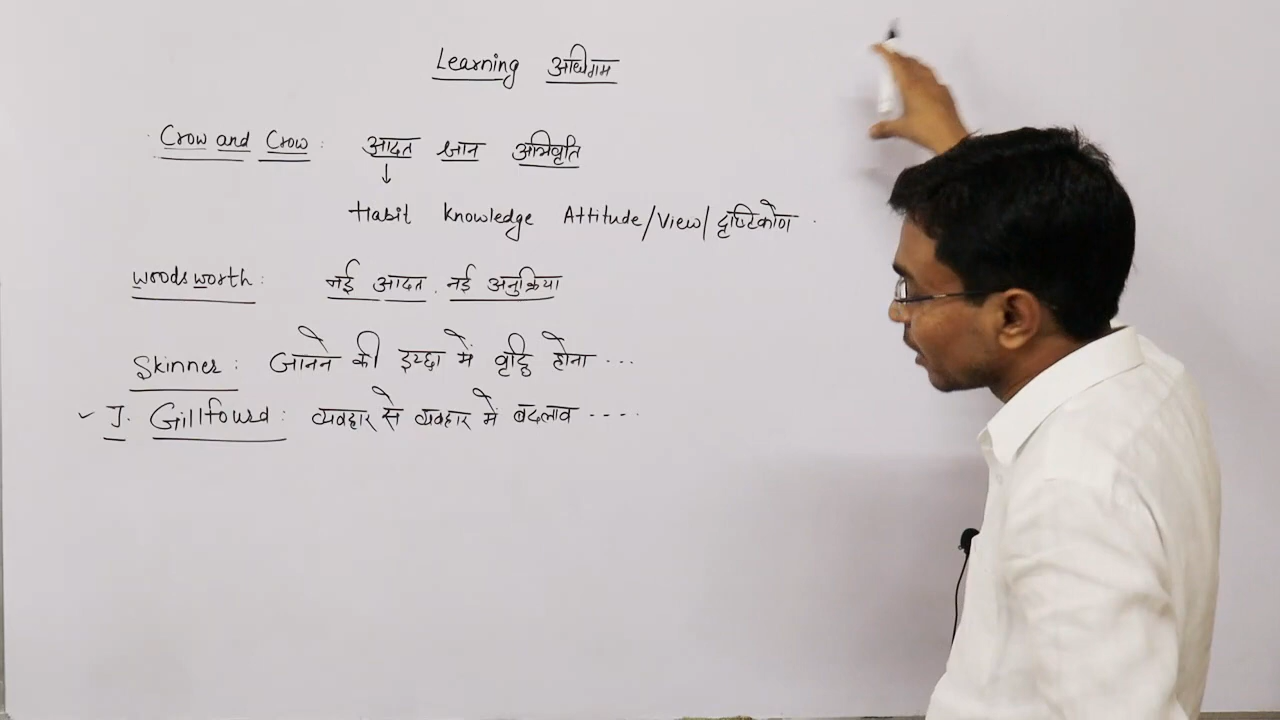 Learning अधिगम
Crow and Crow : आदत ज्ञान अभिवृति
↓
Habit Knowledge Attitude/View/दृष्टिकोण .
Woodsworth : नई आदत . नई अनुक्रिया
Skinner : जानने की इच्छा में वृद्धि होना ...
✓ J. Gillfourd : व्यवहार से व्यवहार में बदलाव ....